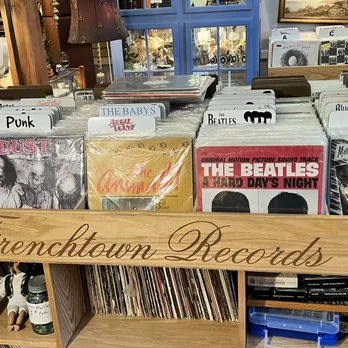 A
C
Punk
THE BABYS
THE BEATLES
DUST
the Animals
ORIGINAL MOTION PICTURE SOUND TRACK
THE BEATLES
A HARD DAY'S NIGHT
Frenchtown Records